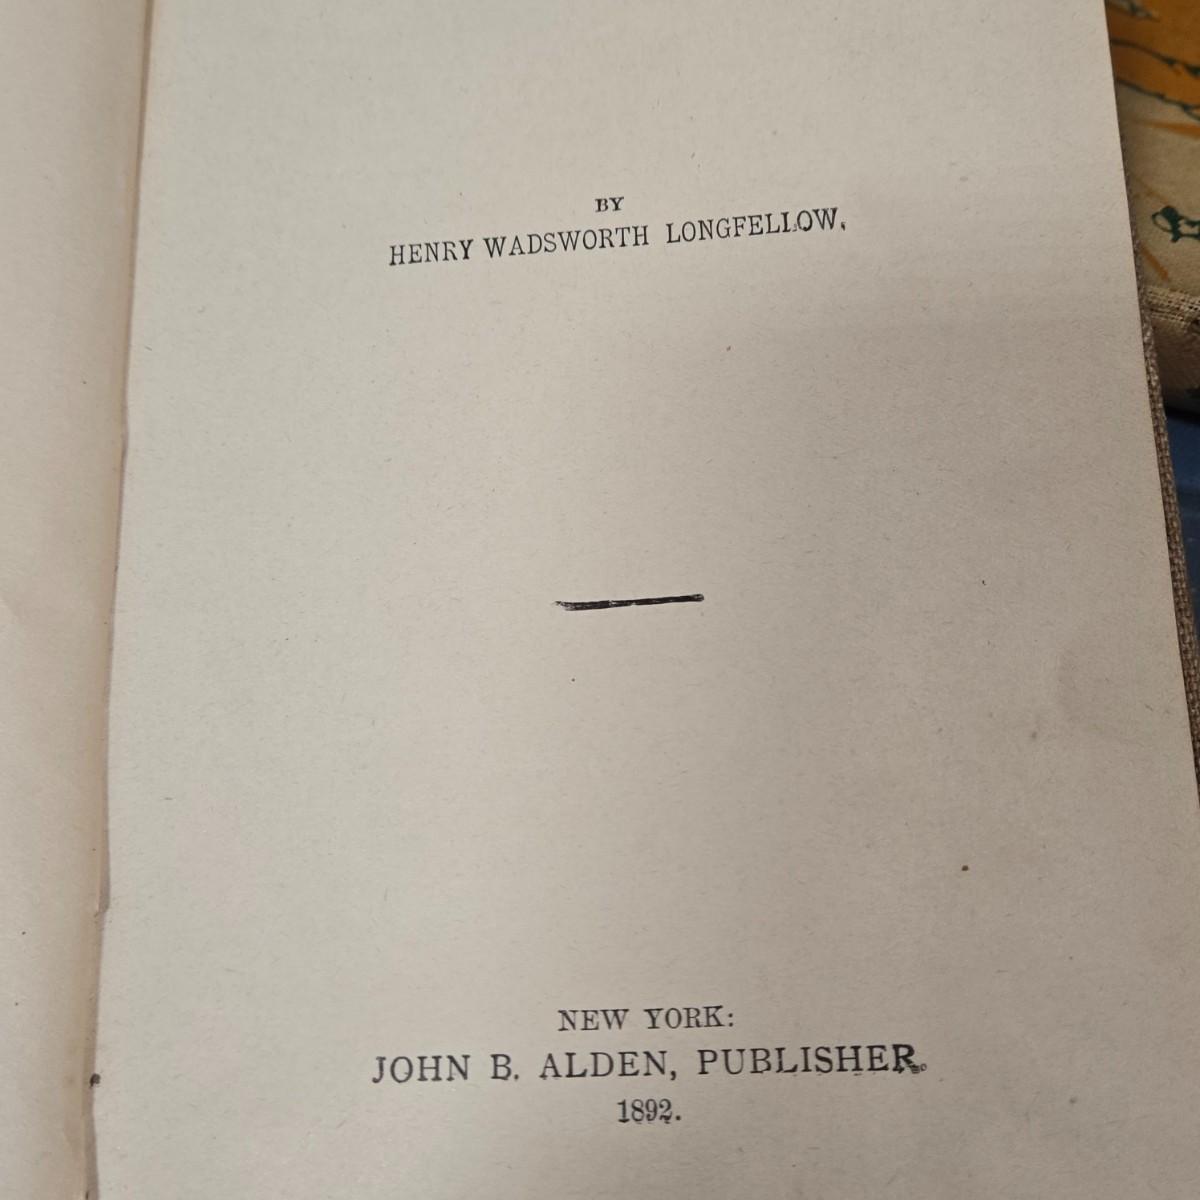 BY
HENRY WADSWORTH LONGFELLOW.
NEW YORK:
JOHN B. ALDEN, PUBLISHER.
1892.